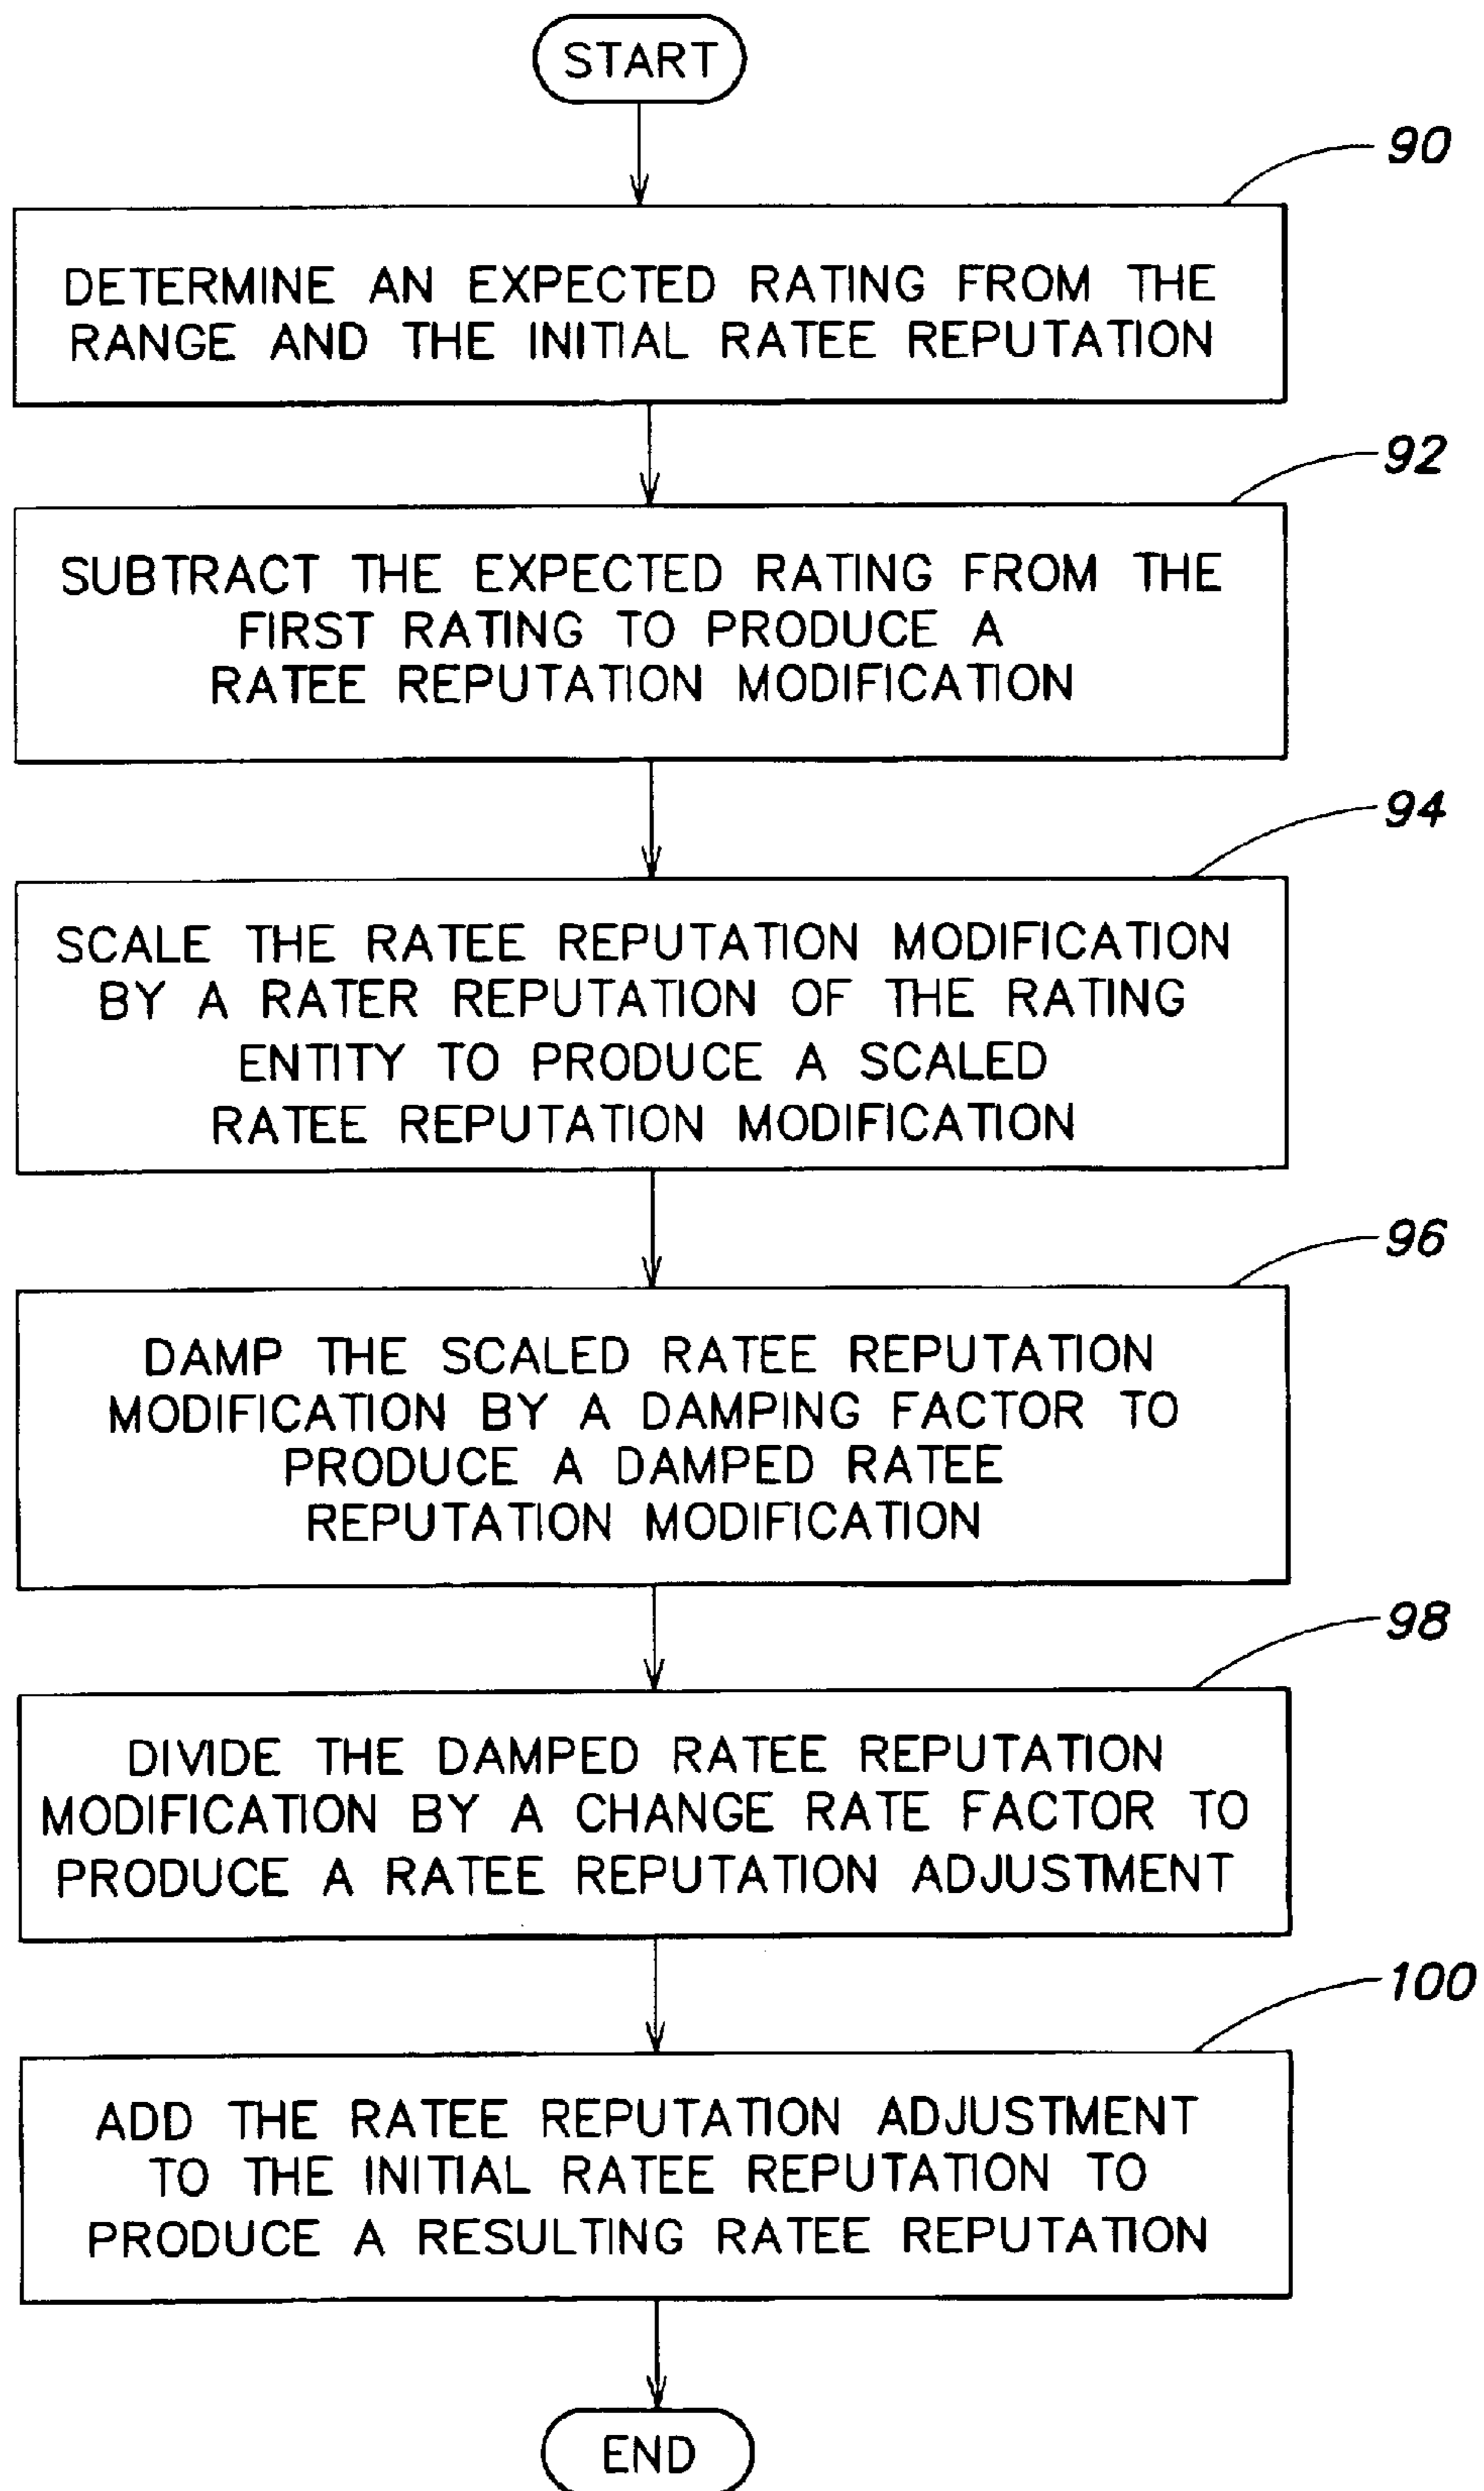 START
90
DETERMINE AN EXPECTED RATING FROM THE
RANGE AND THE INITIAL RATEE REPUTATION
92
SUBTRACT THE EXPECTED RATING FROM THE
FIRST RATING TO PRODUCE A
RATEE REPUTATION MODIFICATION
94
SCALE THE RATEE REPUTATION MODIFICATION
BY A RATER REPUTATION OF THE RATING
ENTITY TO PRODUCE A SCALED
RATEE REPUTATION MODIFICATION
96
DAMP THE SCALED RATEE REPUTATION
MODIFICATION BY A DAMPING FACTOR TO
PRODUCE A DAMPED RATEE
REPUTATION MODIFICATION
98
DIVIDE THE DAMPED RATEE REPUTATION
MODIFICATION BY A CHANGE RATE FACTOR TO
PRODUCE A RATEE REPUTATION ADJUSTMENT
100
ADD THE RATEE REPUTATION ADJUSTMENT
TO THE INITIAL RATEE REPUTATION TO
PRODUCE A RESULTING RATEE REPUTATION
END